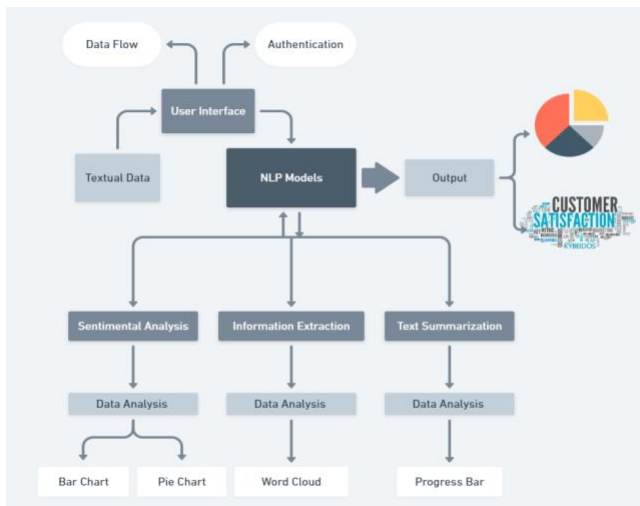 Data Flow
Authentication
User Interface
Textual Data
NLP Models
Output
CUSTOMER
SATISFACTION
KYBEIDOS
Sentimental Analysis
Information Extraction
Text Summarization
Data Analysis
Data Analysis
Data Analysis
Bar Chart
Pie Chart
Word Cloud
Progress Bar